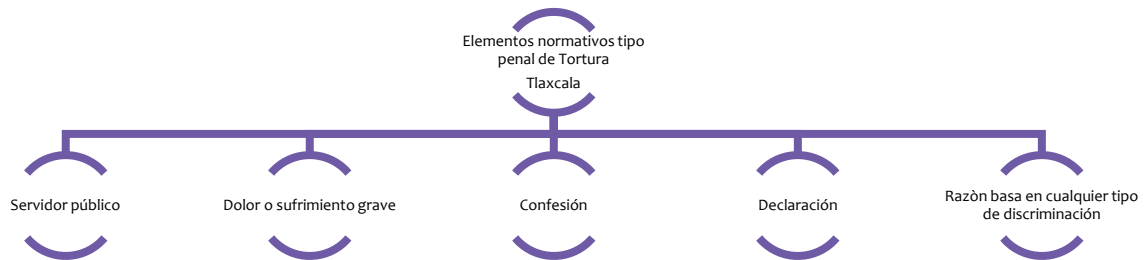 Elementos normativos tipo
penal de Tortura
Tlaxcala
Servidor público
Dolor o sufrimiento grave
Confesión
Declaración
Razòn basa en cualquier tipo
de discriminación